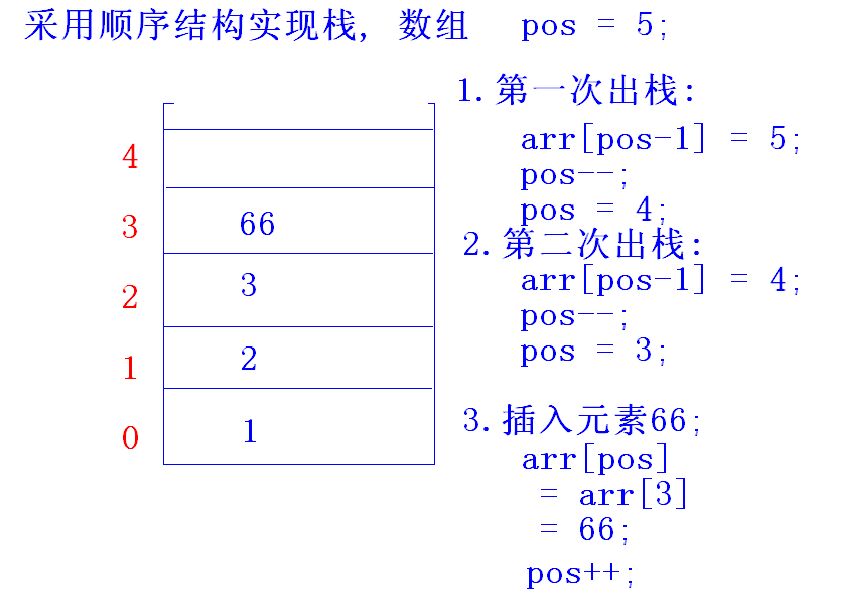 采用顺序结构实现栈, 数组 pos = 5;
1.第一次出栈:
arr[pos-1] = 5;
pos--;
pos = 4;
2.第二次出栈:
arr[pos-1] = 4;
pos--;
pos = 3;
3.插入元素66;
arr[pos]
= arr[3]
= 66;
pos++;
4
3 66
2 3
1 2
0 1